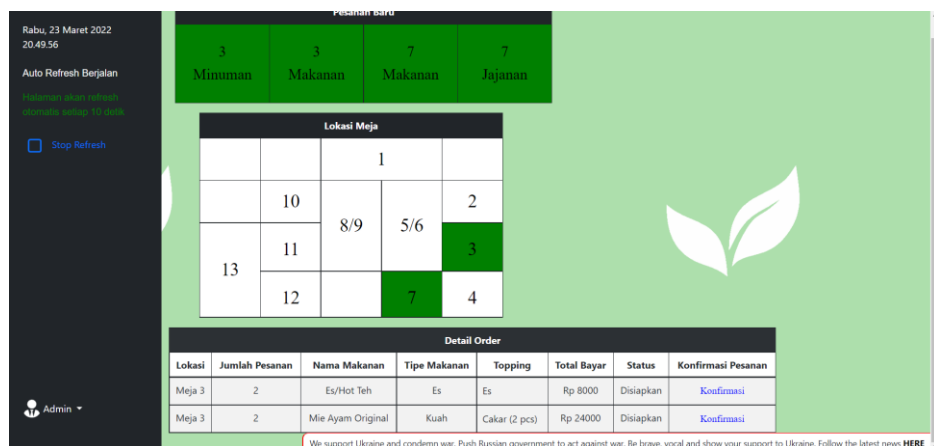 Pesanan Baru
Rabu, 23 Maret 2022
20.49.56
Auto Refresh Berjalan
Halaman akan refresh
otomatis setiap 10 detik
Stop Refresh
3 3 7 7
Minuman Makanan Makanan Jajanan
Lokasi Meja
1
10 2
8/9 5/6
11 3
13
12 7 4
Detail Order
Lokasi Jumlah Pesanan Nama Makanan Tipe Makanan Topping Total Bayar Status Konfirmasi Pesanan
Meja 3 2 Es/Hot Teh Es Es Rp 8000 Disiapkan Konfirmasi
Meja 3 2 Mie Ayam Original Kuah Cakar (2 pcs) Rp 24000 Disiapkan Konfirmasi
Admin
We support Ukraine and condemn war. Push Russian government to act against war. Be brave, vocal and show your support to Ukraine. Follow the latest news HERE